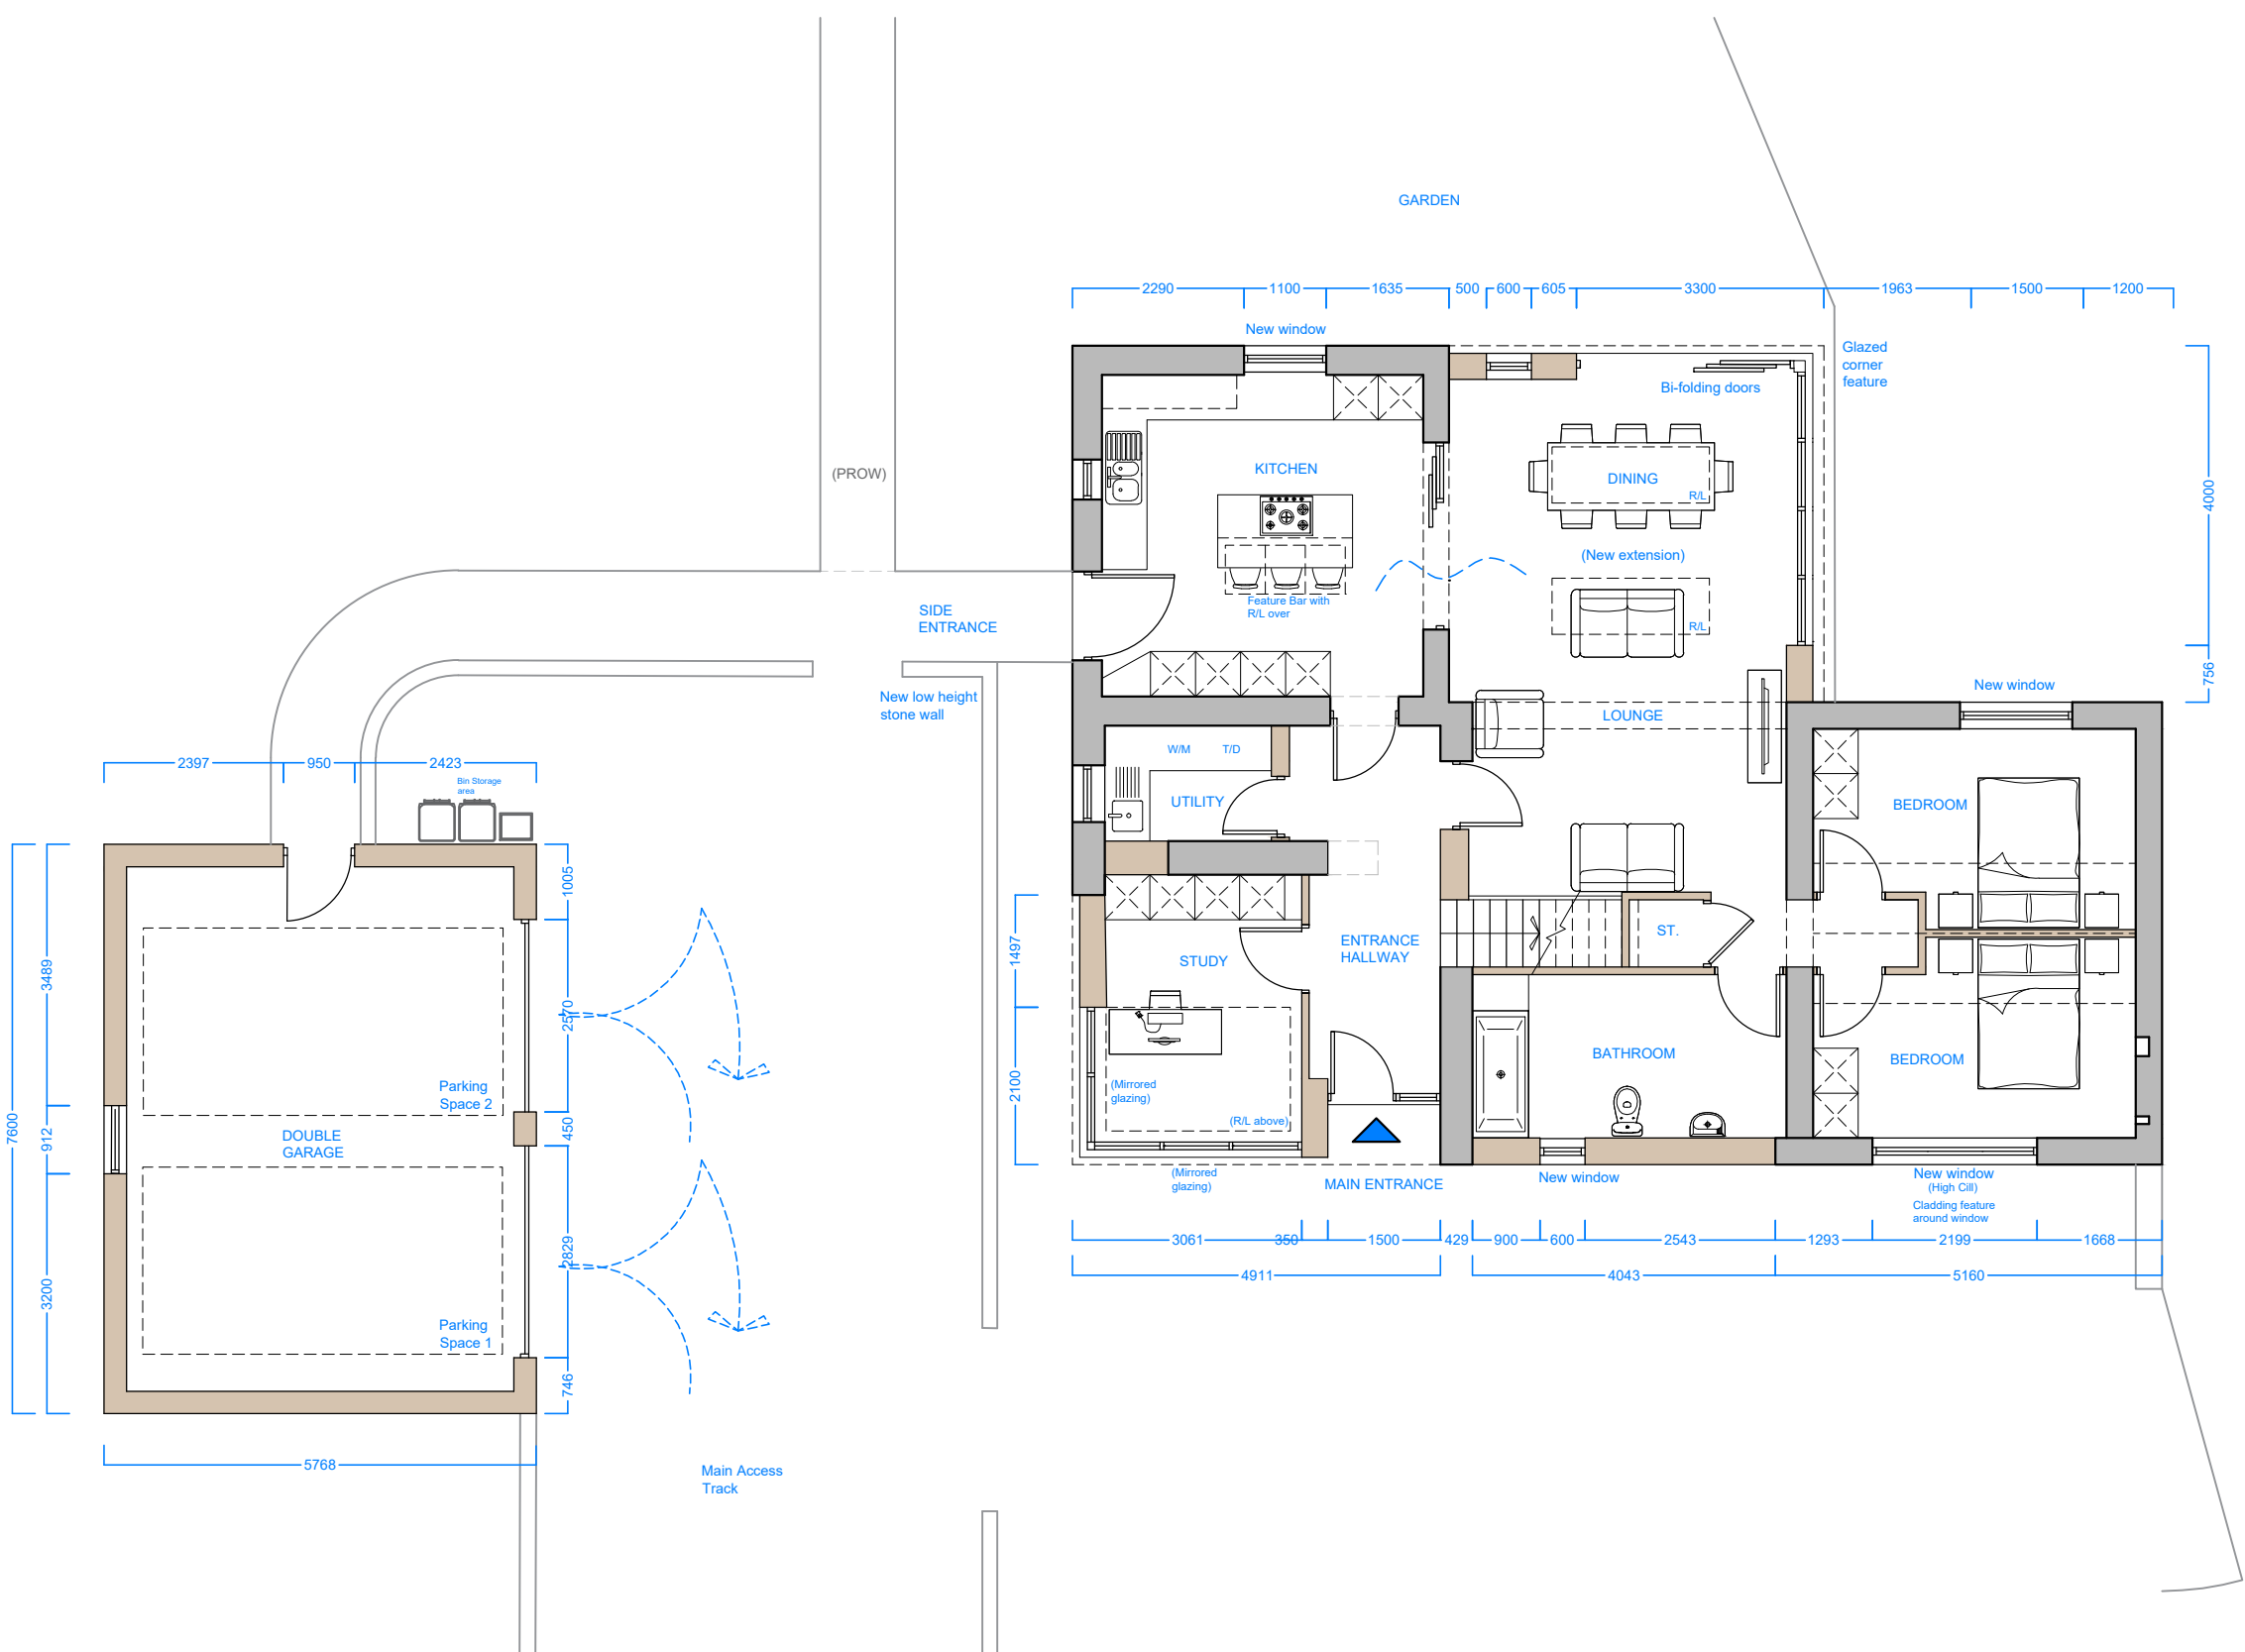 GARDEN
2290
1100
1635
500
600
605
3300
1963
1500
1200
New window
Glazed
corner
feature
Bi-folding doors
(PROW)
KITCHEN
DINING
R/L
4000
(New extension)
Feature Bar with
R/L over
R/L
SIDE
ENTRANCE
756
New low height
stone wall
New window
LOUNGE
W/M
T/D
UTILITY
BEDROOM
2397
950
2423
Bin Storage
area
1005
3489
2570
7600
912
450
3200
2829
746
Parking
Space 2
DOUBLE
GARAGE
Parking
Space 1
5768
Main Access
Track
1497
2100
STUDY
ENTRANCE
HALLWAY
ST.
BATHROOM
BEDROOM
(Mirrored
glazing)
(R/L above)
(Mirrored
glazing)
MAIN ENTRANCE
New window
New window
(High Cill)
Cladding feature
around window
3061
350
1500
429
900
600
2543
1293
2199
1668
4911
4043
5160